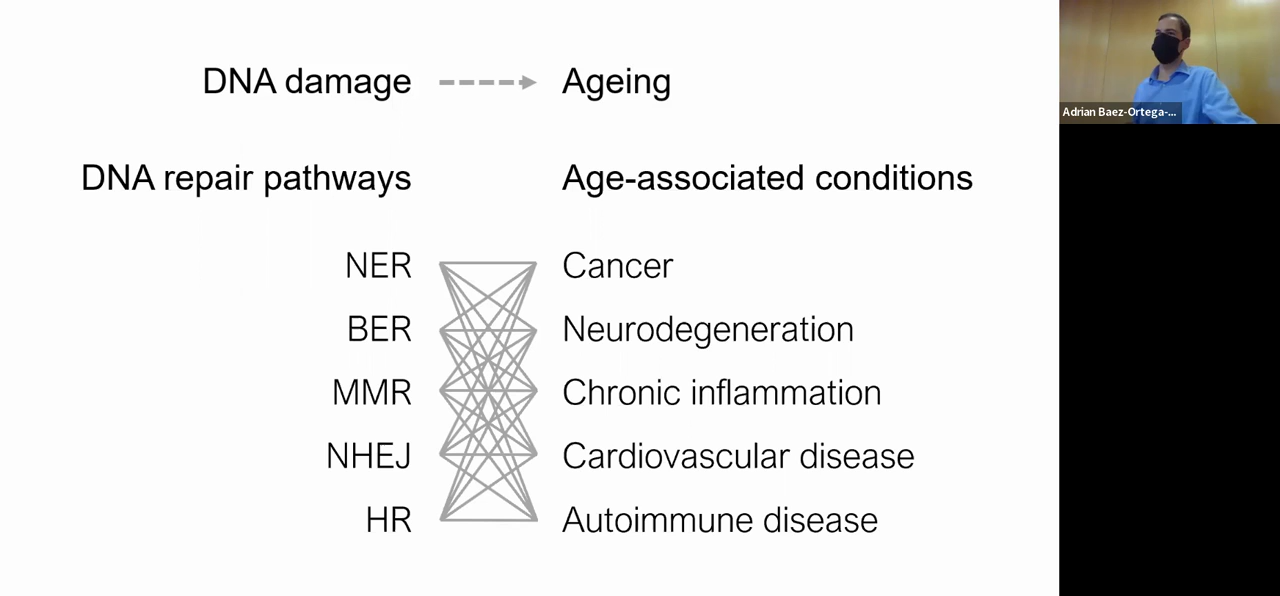 DNA damage
Ageing
DNA repair pathways
Age-associated conditions
NER
Cancer
BER
Neurodegeneration
MMR
Chronic inflammation
NHEJ
Cardiovascular disease
HR
Autoimmune disease
Adrian Baez-Ortega-...